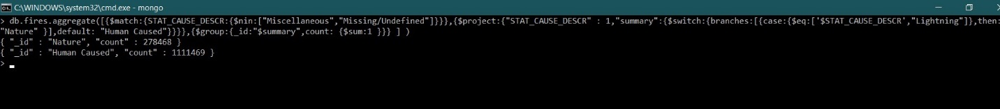 C:\WINDOWS\system32\cmd.exe - mongo
> db.fires.aggregate([{$match:{STAT_CAUSE_DESCR:{$nin:["Miscellaneous","Missing/Undefined"]}}},{$project:{"STAT_CAUSE_DESCR" : 1,"summary":{$switch:{branches:[{case:{$eq:['$STAT_CAUSE_DESCR',"Lightning"]},then:
"Nature" }],default: "Human Caused"}}}},{$group:{_id:"$summary",count: {$sum:1 }}} ] )
{ "_id" : "Nature", "count" : 278468 }
{ "_id" : "Human Caused", "count" : 1111469 }
>